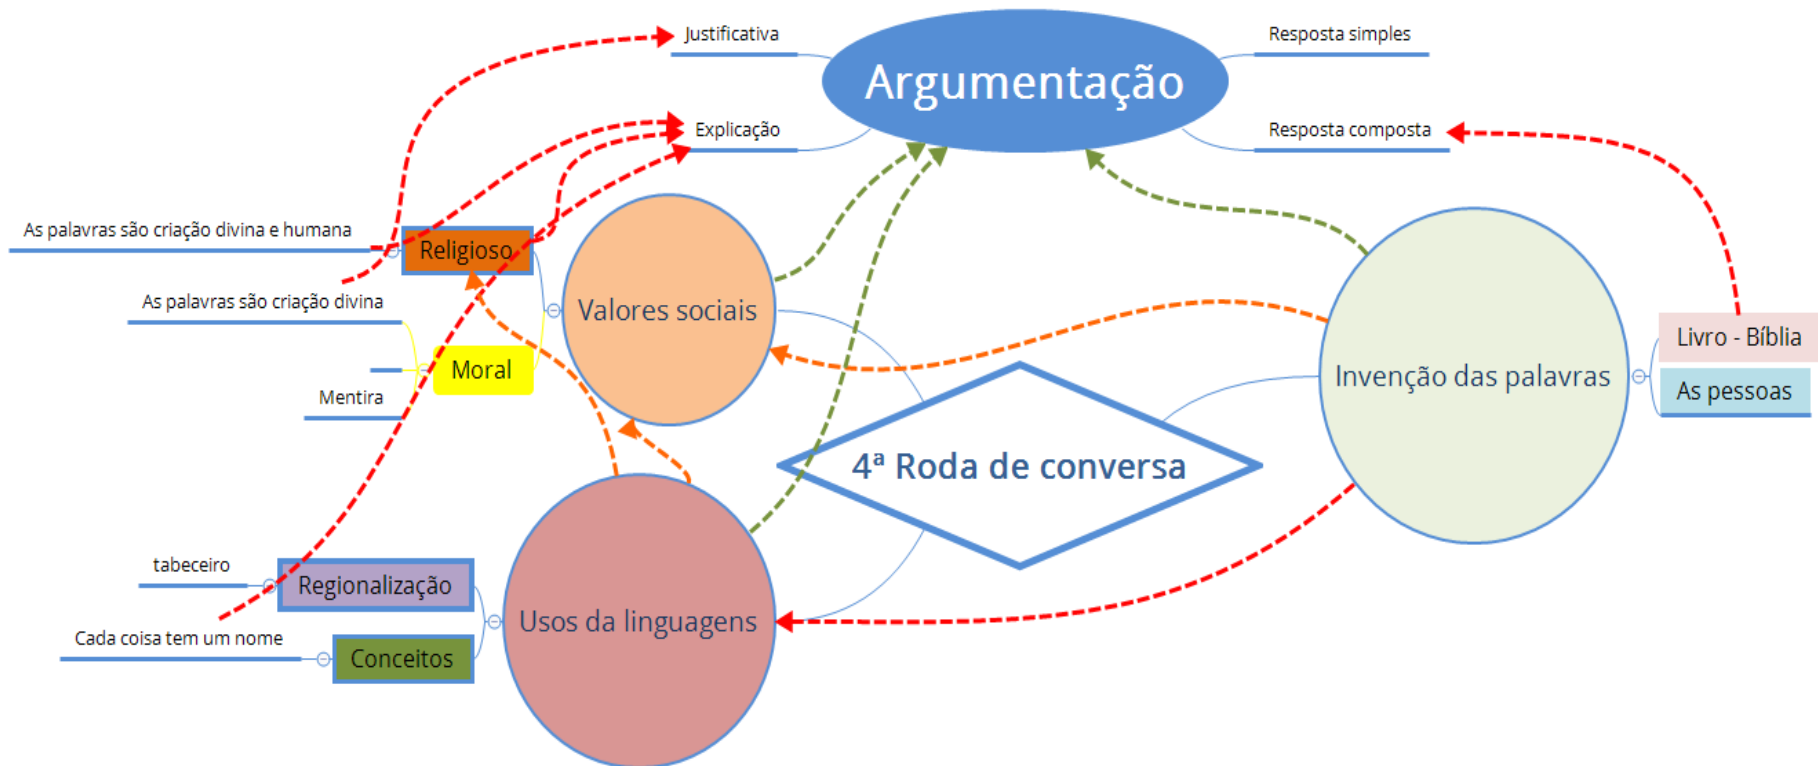 Justificativa
Argumentação
Resposta simples
Explicação
Resposta composta
As palavras são criação divina e humana
Religioso
As palavras são criação divina
Valores sociais
Moral
Mentira
Livro - Bíblia
Invenção das palavras
As pessoas
4ª Roda de conversa
tabeceiro
Regionalização
Usos da linguagens
Cada coisa tem um nome
Conceitos